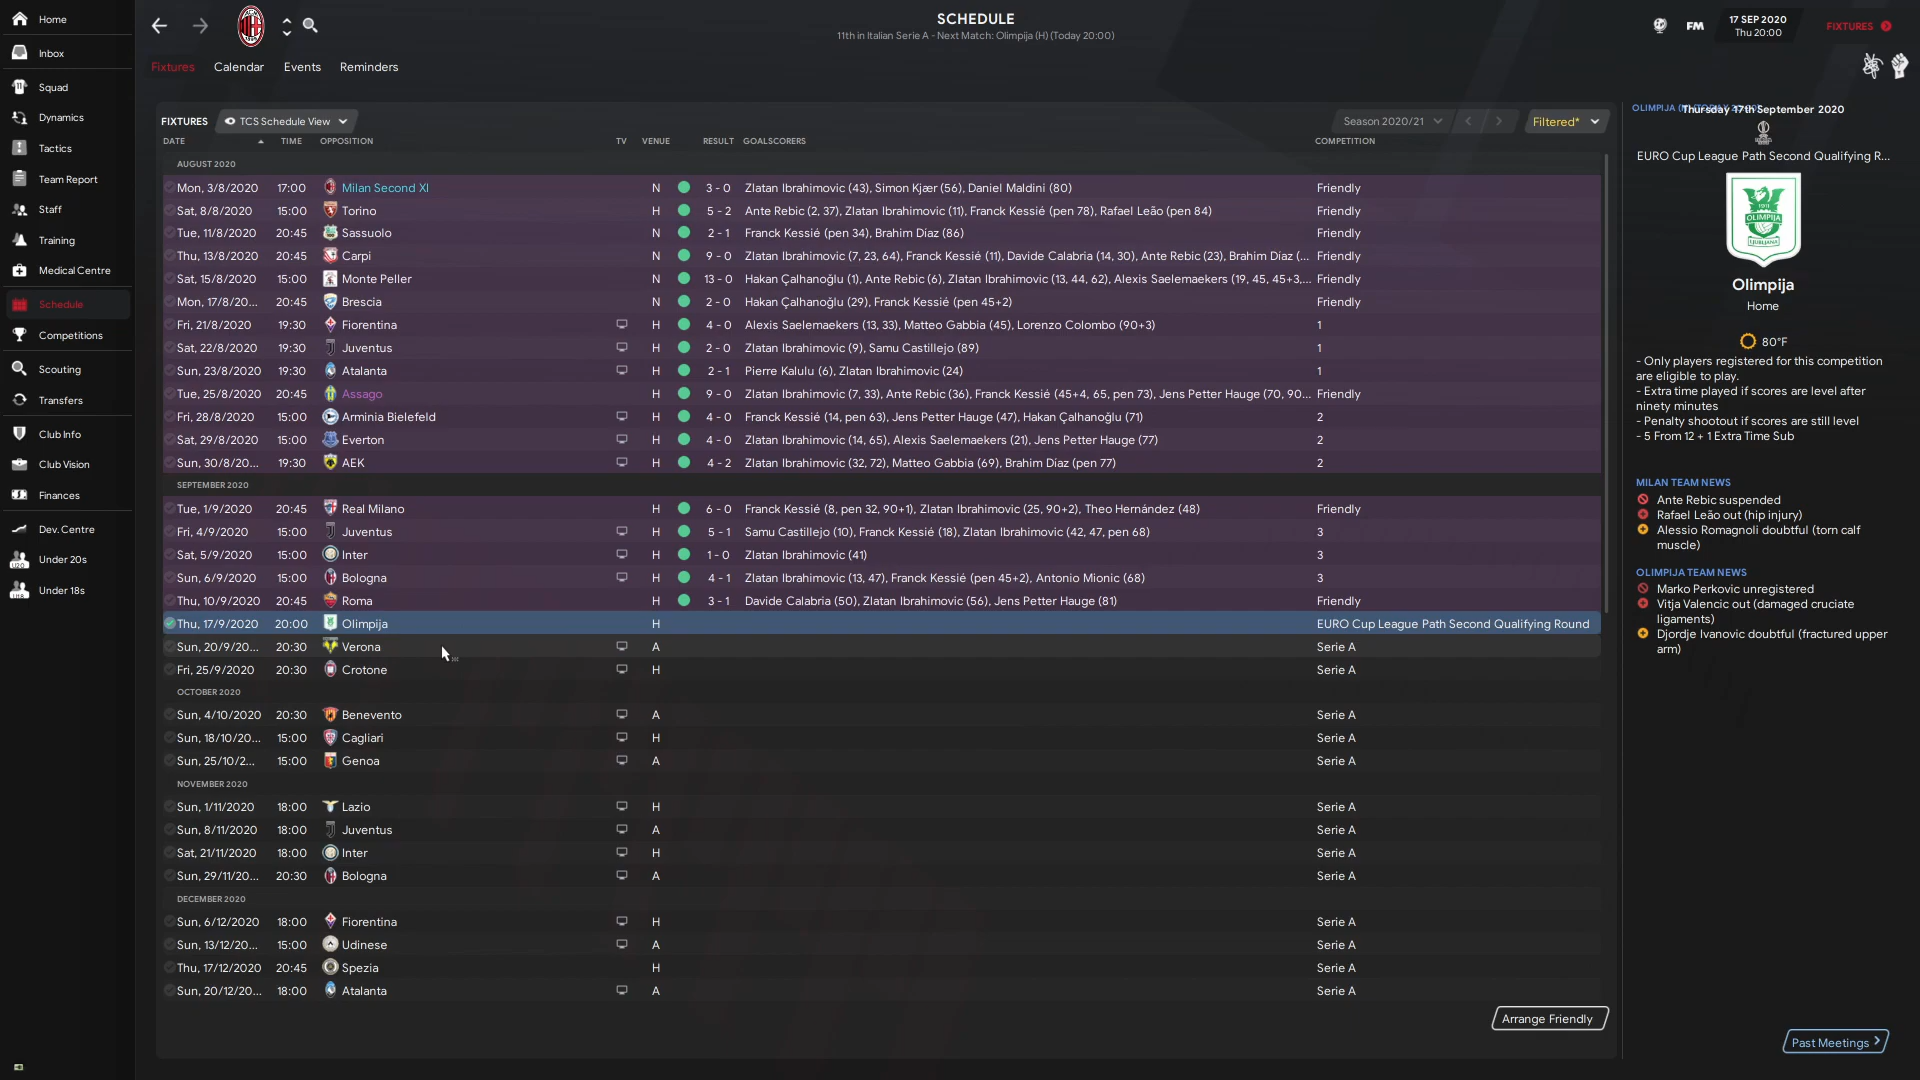 Home
Inbox
Squad
Dynamics
Tactics
Team Report
Staff
Training
Medical Centre
Schedule
Competitions
Scouting
Transfers
Club Info
Club Vision
Finances
Dev. Centre
Under 20s
Under 18s
SCHEDULE
11th in Italian Serie A - Next Match: Olimpija (H) (Today 20:00)
FM
17 SEP 2020
Thu 20:00
FIXTURES
Fixtures Calendar Events Reminders
FIXTURES TCS Schedule View Season 2020/21 Filtered*
DATE TIME OPPOSITION TV VENUE RESULT GOALSCORERS COMPETITION
AUGUST 2020
Mon, 3/8/2020 17:00 Milan Second XI N 3 - 0 Zlatan Ibrahimovic (43), Simon Kjær (56), Daniel Maldini (80) Friendly
Sat, 8/8/2020 15:00 Torino H 5 - 2 Ante Rebic (2, 37), Zlatan Ibrahimovic (11), Franck Kessié (pen 78), Rafael Leão (pen 84) Friendly
Tue, 11/8/2020 20:45 Sassuolo N 2 - 1 Franck Kessié (pen 34), Brahim Díaz (86) Friendly
Thu, 13/8/2020 20:45 Carpi N 9 - 0 Zlatan Ibrahimovic (7, 23, 64), Franck Kessié (11), Davide Calabria (14, 30), Ante Rebic (23), Brahim Díaz (... Friendly
Sat, 15/8/2020 15:00 Monte Peller N 13 - 0 Hakan Çalhanoğlu (1), Ante Rebic (6), Zlatan Ibrahimovic (13, 44, 62), Alexis Saelemaekers (19, 45, 45+3,... Friendly
Mon, 17/8/20... 20:45 Brescia N 2 - 0 Hakan Çalhanoğlu (29), Franck Kessié (pen 45+2) Friendly
Fri, 21/8/2020 19:30 Fiorentina H 4 - 0 Alexis Saelemaekers (13, 33), Matteo Gabbia (45), Lorenzo Colombo (90+3) 1
Sat, 22/8/2020 19:30 Juventus H 2 - 0 Zlatan Ibrahimovic (9), Samu Castillejo (89) 1
Sun, 23/8/2020 19:30 Atalanta H 2 - 1 Pierre Kalulu (6), Zlatan Ibrahimovic (24) 1
Tue, 25/8/2020 20:45 Assago H 9 - 0 Zlatan Ibrahimovic (7, 33), Ante Rebic (36), Franck Kessié (45+4, 65, pen 73), Jens Petter Hauge (70, 90... Friendly
Fri, 28/8/2020 15:00 Arminia Bielefeld H 4 - 0 Franck Kessié (14, pen 63), Jens Petter Hauge (47), Hakan Çalhanoğlu (71) 2
Sat, 29/8/2020 15:00 Everton H 4 - 0 Zlatan Ibrahimovic (14, 65), Alexis Saelemaekers (21), Jens Petter Hauge (77) 2
Sun, 30/8/20... 19:30 AEK H 4 - 2 Zlatan Ibrahimovic (32, 72), Matteo Gabbia (69), Brahim Díaz (pen 77) 2
SEPTEMBER 2020
Tue, 1/9/2020 20:45 Real Milano H 6 - 0 Franck Kessié (8, pen 32, 90+1), Zlatan Ibrahimovic (25, 90+2), Theo Hernández (48) Friendly
Fri, 4/9/2020 15:00 Juventus H 5 - 1 Samu Castillejo (10), Franck Kessié (18), Zlatan Ibrahimovic (42, 47, pen 68) 3
Sat, 5/9/2020 15:00 Inter H 1 - 0 Zlatan Ibrahimovic (41) 3
Sun, 6/9/2020 15:00 Bologna H 4 - 1 Zlatan Ibrahimovic (13, 47), Franck Kessié (pen 45+2), Antonio Mionic (68) 3
Thu, 10/9/2020 20:45 Roma H 3 - 1 Davide Calabria (50), Zlatan Ibrahimovic (56), Jens Petter Hauge (81) Friendly
Thu, 17/9/2020 20:00 Olimpija H EURO Cup League Path Second Qualifying Round
Sun, 20/9/20... 20:30 Verona A Serie A
Fri, 25/9/2020 20:30 Crotone H Serie A
OCTOBER 2020
Sun, 4/10/2020 20:30 Benevento A Serie A
Sun, 18/10/20... 15:00 Cagliari H Serie A
Sun, 25/10/2... 15:00 Genoa A Serie A
NOVEMBER 2020
Sun, 1/11/2020 18:00 Lazio H Serie A
Sun, 8/11/2020 18:00 Juventus A Serie A
Sat, 21/11/2020 18:00 Inter H Serie A
Sun, 29/11/20... 20:30 Bologna A Serie A
DECEMBER 2020
Sun, 6/12/2020 18:00 Fiorentina H Serie A
Sun, 13/12/20... 15:00 Udinese A Serie A
Thu, 17/12/2020 20:45 Spezia H Serie A
Sun, 20/12/20... 18:00 Atalanta A Serie A
Arrange Friendly
OLIMPIJA
Thursday 17th September 2020
EURO Cup League Path Second Qualifying R...
OLIMPIJA
LJUBLJANA
Olimpija
Home
80°F
- Only players registered for this competition
are eligible to play.
- Extra time played if scores are level after
ninety minutes
- Penalty shootout if scores are still level
- 5 From 12 + 1 Extra Time Sub
MILAN TEAM NEWS
Ante Rebic suspended
Rafael Leão out (hip injury)
Alessio Romagnoli doubtful (torn calf
muscle)
OLIMPIJA TEAM NEWS
Marko Perkovic unregistered
Vitja Valencic out (damaged cruciate
ligaments)
Djordje Ivanovic doubtful (fractured upper
arm)
Past Meetings